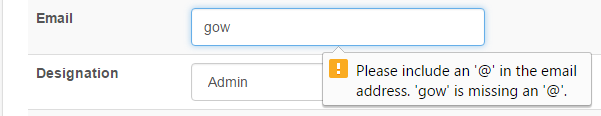 Email
gow
Designation
Admin
Please include an '@' in the email
address. 'gow' is missing an '@'.